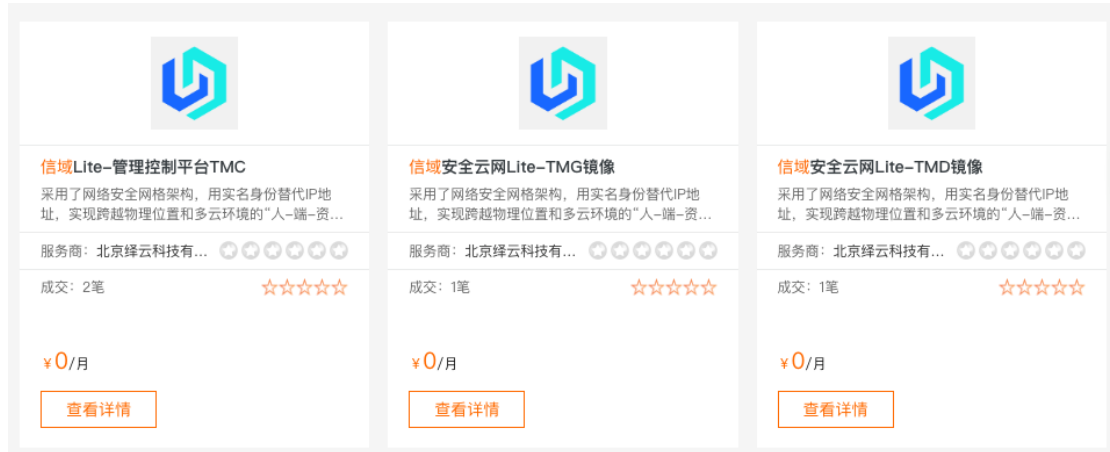 信域Lite-管理控制平台TMC
采用了网络安全网格架构，用实名身份替代IP地
址，实现跨越物理位置和多云环境的“人-端-资...
服务商：北京绎云科技有...
成交：2笔
¥0/月
查看详情
信域安全云网Lite-TMG镜像
采用了网络安全网格架构，用实名身份替代IP地
址，实现跨越物理位置和多云环境的“人-端-资...
服务商：北京绎云科技有...
成交：1笔
¥0/月
查看详情
信域安全云网Lite-TMD镜像
采用了网络安全网格架构，用实名身份替代IP地
址，实现跨越物理位置和多云环境的“人-端-资...
服务商：北京绎云科技有...
成交：1笔
¥0/月
查看详情